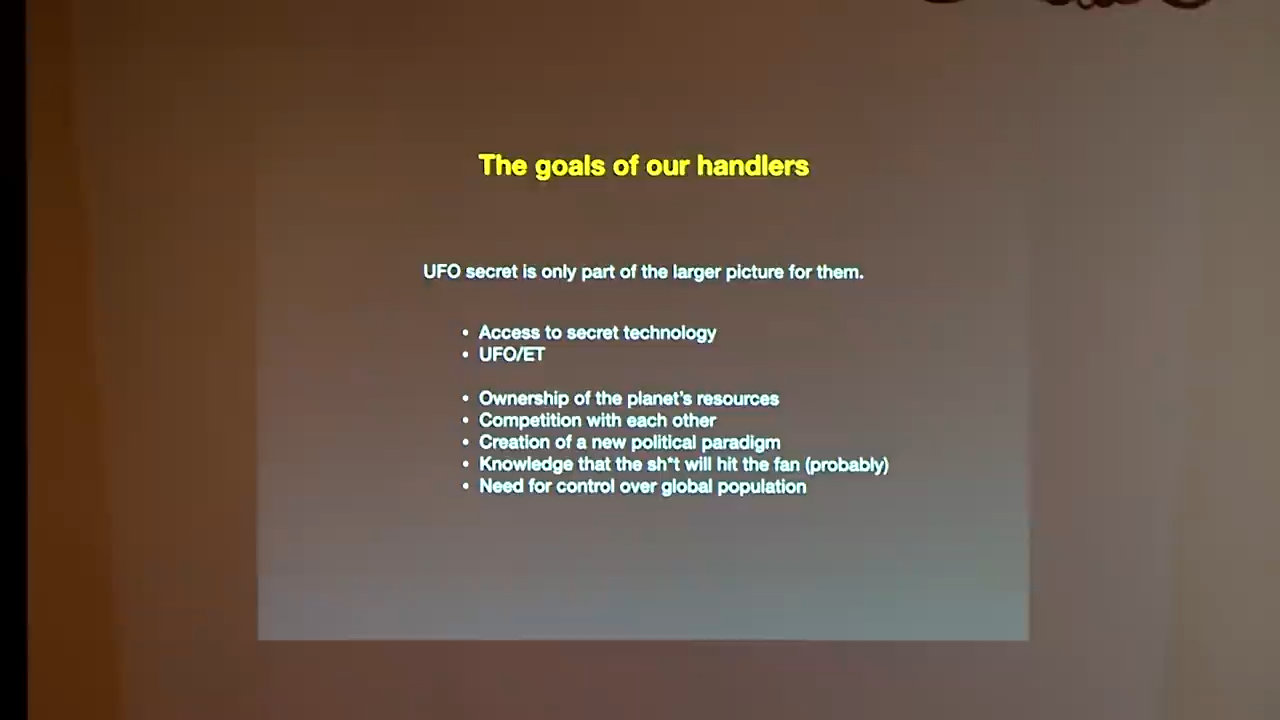 The goals of our handlers
UFO secret is only part of the larger picture for them.
• Access to secret technology
• UFO/ET
• Ownership of the planet's resources
• Competition with each other
• Creation of a new political paradigm
• Knowledge that the sh*t will hit the fan (probably)
• Need for control over global population